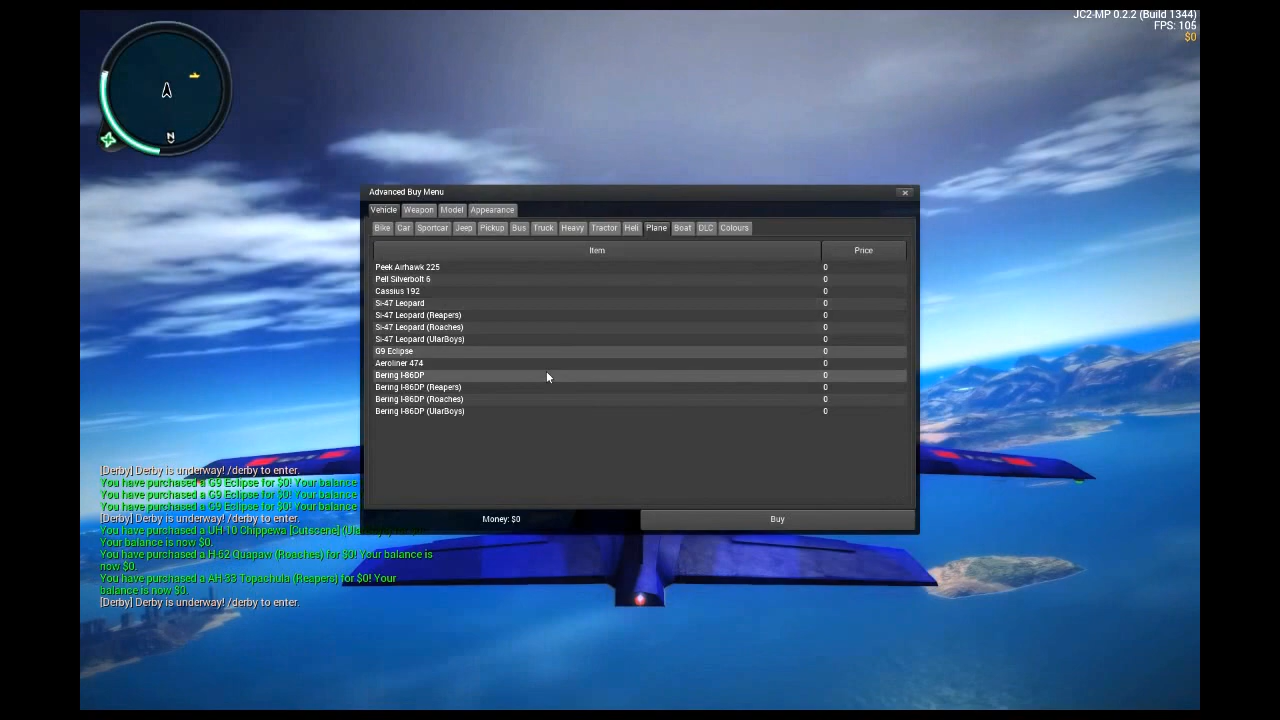 JC2-MP 0.2.2 (Build 1344)
FPS: 105
$0
N
Advanced Buy Menu
Vehicle Weapon Model Appearance
Bike Car Sportcar Jeep Pickup Bus Truck Heavy Tractor Heli Plane Boat DLC Colours
Item Price
Peek Airhawk 225 0
Pell Silverbolt 6 0
Cassius 192 0
Si-47 Leopard 0
Si-47 Leopard (Reapers) 0
Si-47 Leopard (Roaches) 0
Si-47 Leopard (UlarBoys) 0
G9 Eclipse 0
Aeroliner 474 0
Bering I-86DP 0
Bering I-86DP (Reapers) 0
Bering I-86DP (Roaches) 0
Bering I-86DP (UlarBoys) 0
Money: $0 Buy
[Derby] Derby is underway! /derby to enter.
You have purchased a G9 Eclipse for $0! Your balance
You have purchased a G9 Eclipse for $0! Your balance
You have purchased a G9 Eclipse for $0! Your balance
[Derby] Derby is underway! /derby to enter.
You have purchased a UH-10 Chippewa [Cutscene]
Your balance is now $0.
You have purchased a H-62 Quapaw (Roaches) for $0! Your balance is
now $0.
You have purchased a AH-33 Topachula (Reapers) for $0! Your
balance is now $0.
[Derby] Derby is underway! /derby to enter.